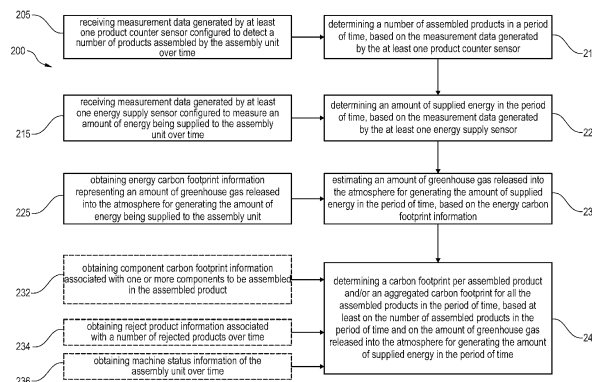 205
receiving measurement data generated by at least
one product counter sensor configured to detect a
number of products assembled by the assembly unit
over time
determining a number of assembled products in a period
of time, based on the measurement data generated
by the at least one product counter sensor
21
200
receiving measurement data generated by at least
one energy supply sensor configured to measure an
amount of energy being supplied to the assembly
unit over time
215
determining an amount of supplied energy in the period
of time, based on the measurement data generated
by the at least one energy supply sensor
22
obtaining energy carbon footprint information
representing an amount of greenhouse gas released
into the atmosphere for generating the amount of
energy being supplied to the assembly unit
225
estimating an amount of greenhouse gas released into
the atmosphere for generating the amount of supplied
energy in the period of time, based on the energy carbon
footprint information
23
obtaining component carbon footprint information
associated with one or more components to be assembled
in the assembled product
232
obtaining reject product information associated
with a number of rejected products over time
234
obtaining machine status information of the
assembly unit over time
236
determine a carbon footprint per assembled product
and/or an aggregated carbon footprint for all the
assembled products in the period of time, based at
least on the number of assembled products in the
period of time and on the amount of greenhouse gas
released into the atmosphere for generating the
amount of supplied energy in the period of time
24